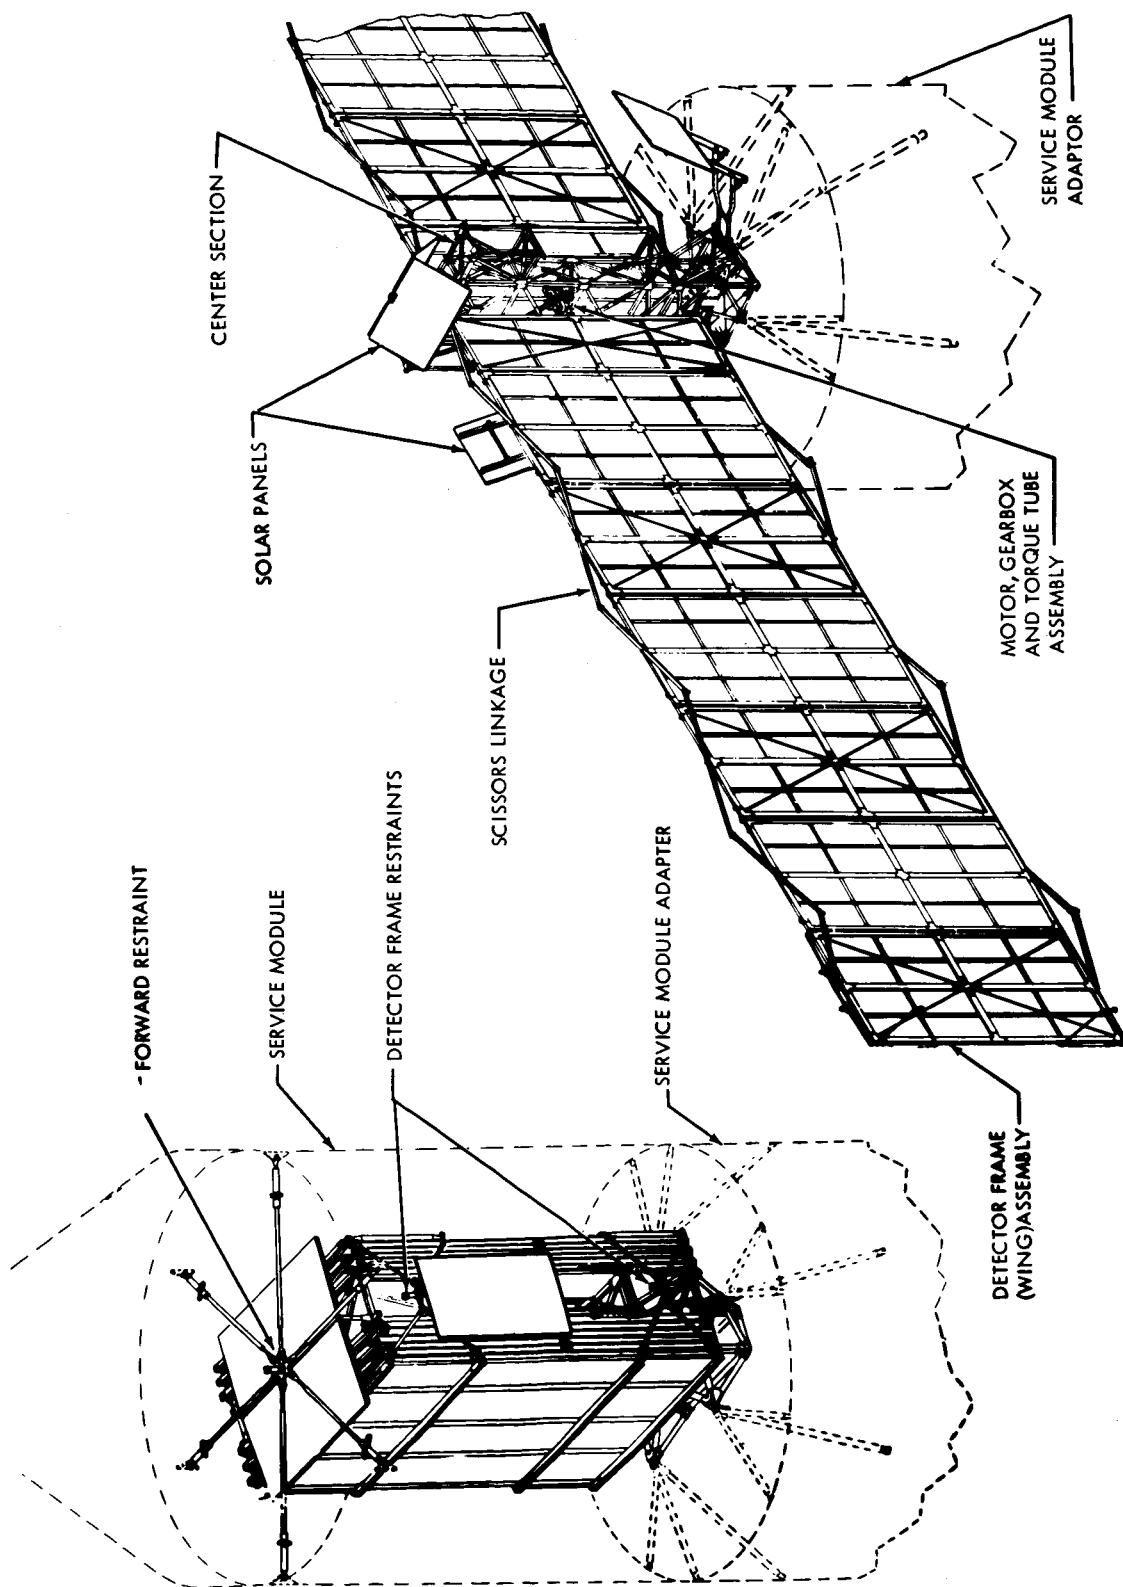 - FORWARD RESTRAINT
SERVICE MODULE
DETECTOR FRAME RESTRAINTS
SERVICE MODULE ADAPTER
CENTER SECTION
SOLAR PANELS
SCISSORS LINKAGE
SERVICE MODULE
ADAPTOR
MOTOR, GEARBOX
AND TORQUE TUBE
ASSEMBLY
DETECTOR FRAME
(WING)ASSEMBLY